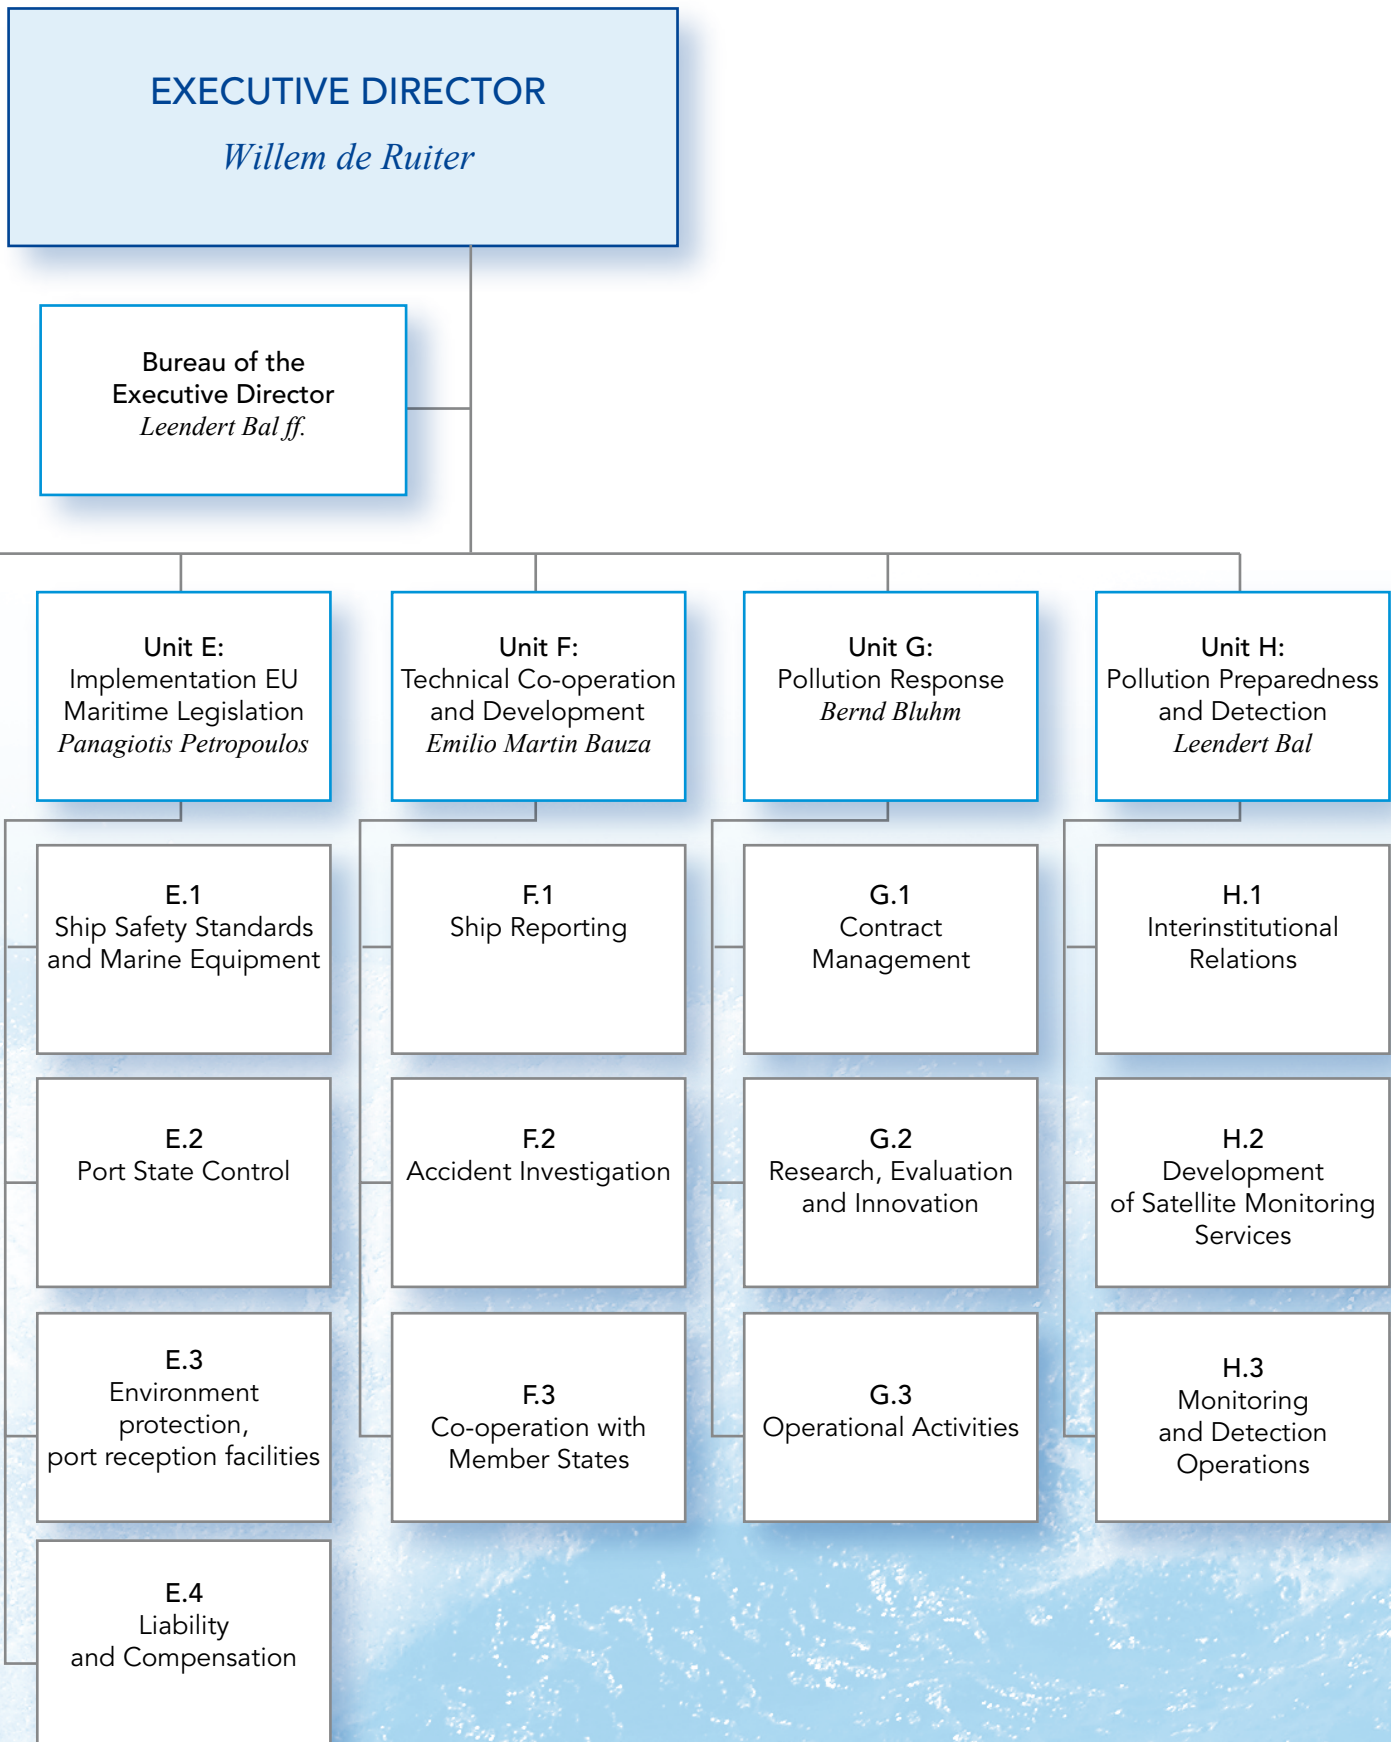 EXECUTIVE DIRECTOR
Willem de Ruiter
Bureau of the
Executive Director
Leendert Bal ff.
Unit E:
Implementation EU
Maritime Legislation
Panagiotis Petropoulos
Unit F:
Technical Co-operation
and Development
Emilio Martin Bauza
Unit G:
Pollution Response
Bernd Bluhm
Unit H:
Pollution Preparedness
and Detection
Leendert Bal
E.1
Ship Safety Standards
and Marine Equipment
F.1
Ship Reporting
G.1
Contract
Management
H.1
Interinstitutional
Relations
E.2
Port State Control
F.2
Accident Investigation
G.2
Research, Evaluation
and Innovation
H.2
Development
of Satellite Monitoring
Services
E.3
Environment
protection,
port reception facilities
F.3
Co-operation with
Member States
G.3
Operational Activities
H.3
Monitoring
and Detection
Operations
E.4
Liability
and Compensation